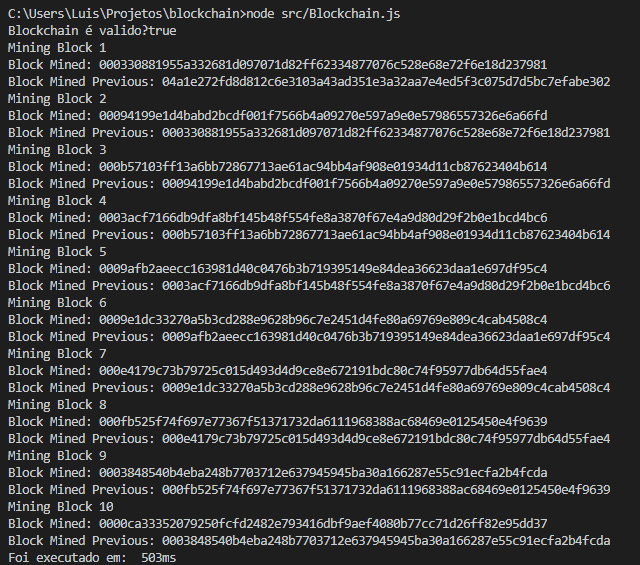 C:\Users\Luis\Projetos\blockchain>node src/Blockchain.js
Blockchain é valido?true
Mining Block 1
Block Mined: 000330881955a332681d097071d82ff62334877076c528e68e72f6e18d237981
Block Mined Previous: 04a1e272fd8d812c6e3103a43ad351e3a32aa7e4ed5f3c075d7d5bc7efabe302
Mining Block 2
Block Mined: 00094199e1d4babd2bcdf001f7566b4a09270e597a9e0e57986557326e6a66fd
Block Mined Previous: 000330881955a332681d097071d82ff62334877076c528e68e72f6e18d237981
Mining Block 3
Block Mined: 000b57103ff13a6bb72867713ae61ac94bb4af908e01934d11cb87623404b614
Block Mined Previous: 00094199e1d4babd2bcdf001f7566b4a09270e597a9e0e57986557326e6a66fd
Mining Block 4
Block Mined: 0003acf7166db9dfa8bf145b48f554fe8a3870f67e4a9d80d29f2b0e1bcd4bc6
Block Mined Previous: 000b57103ff13a6bb72867713ae61ac94bb4af908e01934d11cb87623404b614
Mining Block 5
Block Mined: 0009afb2aeecc163981d40c0476b3b719395149e84dea36623daa1e697df95c4
Block Mined Previous: 0003acf7166db9dfa8bf145b48f554fe8a3870f67e4a9d80d29f2b0e1bcd4bc6
Mining Block 6
Block Mined: 0009e1dc33270a5b3cd288e9628b96c7e2451d4fe80a69769e809c4cab4508c4
Block Mined Previous: 0009afb2aeecc163981d40c0476b3b719395149e84dea36623daa1e697df95c4
Mining Block 7
Block Mined: 000e4179c73b79725c015d493d4d9ce8e672191bdc80c74f95977db64d55fae4
Block Mined Previous: 0009e1dc33270a5b3cd288e9628b96c7e2451d4fe80a69769e809c4cab4508c4
Mining Block 8
Block Mined: 000fb525f74f697e77367f51371732da6111968388ac68469e0125450e4f9639
Block Mined Previous: 000e4179c73b79725c015d493d4d9ce8e672191bdc80c74f95977db64d55fae4
Mining Block 9
Block Mined: 0003848540b4eba248b7703712e637945945ba30a166287e55c91ecfa2b4fcda
Block Mined Previous: 000fb525f74f697e77367f51371732da6111968388ac68469e0125450e4f9639
Mining Block 10
Block Mined: 0000ca33352079250fcfd2482e793416dbf9aef4080b77cc71d26ff82e95dd37
Block Mined Previous: 0003848540b4eba248b7703712e637945945ba30a166287e55c91ecfa2b4fcda
Foi executado em:  503ms